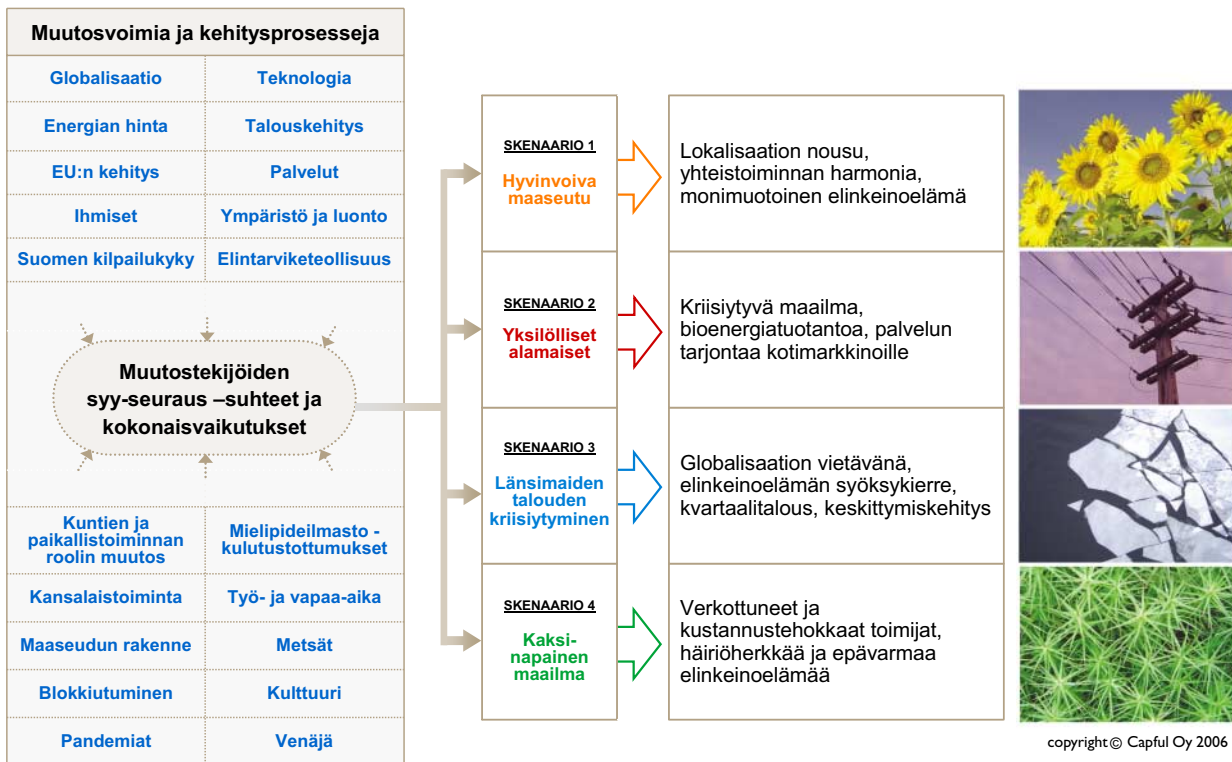 Muutosvoimia ja kehitysprosesseja
Globalisaatio
Teknologia
Energian hinta
Talouskehitys
EU:n kehitys
Palvelut
Ihmiset
Ympäristö ja luonto
Suomen kilpailukyky
Elintarviketeollisuus
Muutostekijöiden
syy-seuraus –suhteet ja
kokonaisvaikutukset
Kuntien ja
paikallistoiminnan
roolin muutos
Mielipideilmasto -
kulutustottumukset
Kansalaistoiminta
Työ- ja vapaa-aika
Maaseudun rakenne
Metsät
Blokkiutuminen
Kulttuuri
Pandemiat
Venäjä
SKENAARIO 1
Hyvinvoiva
maaseutu
Lokalisaation nousu,
yhteistoiminnan harmonia,
monimuotoinen elinkeinoelämä
SKENAARIO 2
Yksilölliset
alamaiset
Kriisiytyvä maailma,
bioenergiatuotantoa, palvelun
tarjontaa kotimarkkinoille
SKENAARIO 3
Länsimaiden
talouden
kriisiytyminen
Globalisaation vietävänä,
elinkeinoelämän syöksykierre,
kvartaalitalous, keskittymiskehitys
SKENAARIO 4
Kaksi-
napainen
maailma
Verkottuneet ja
kustannustehokkaat toimijat,
häiriöherkkää ja epävarmaa
elinkeinoelämää
copyright © Capful Oy 2006